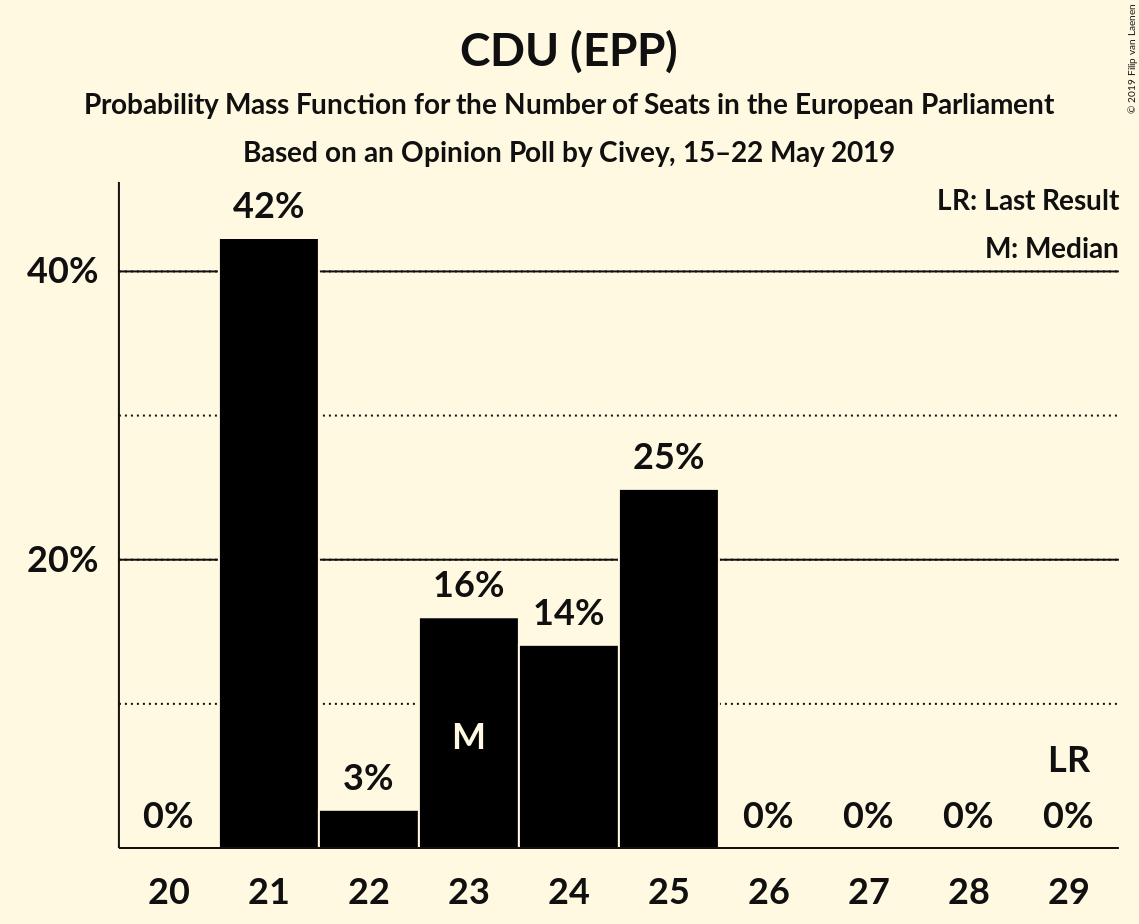 CDU (EPP)
Probability Mass Function for the Number of Seats in the European Parliament
Based on an Opinion Poll by Civey, 15–22 May 2019
© 2019 Filip van Laenen
LR: Last Result
M: Median
42%
40%
25%
20%
16%
14%
M
3%
LR
0%
0%
0%
0%
0%
20
21
22
23
24
25
26
27
28
29